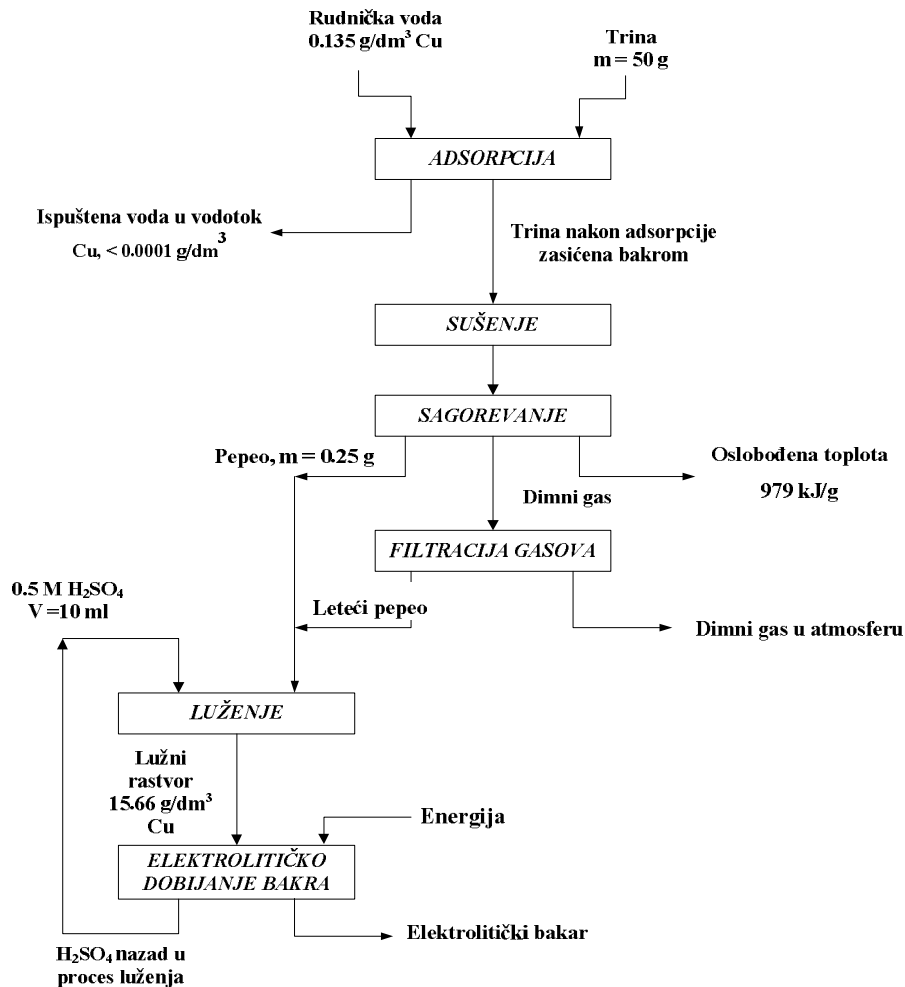 Rudnička voda
0.135 g/dm³ Cu
Trina
m = 50 g
ADSORPCIJA
Ispuštena voda u vodotok
Cu, < 0.0001 g/dm³
Trina nakon adsorpcije
zasićena bakrom
SUŠENJE
SAGOREVANJE
Pepeo, m = 0.25 g
Oslobođena toplota
979 kJ/g
Dimni gas
FILTRACIJA GASOVA
0.5 M H₂SO₄
V =10 ml
Leteći pepeo
Dimni gas u atmosferu
LUŽENJE
Lužni
rastvor
15.66 g/dm³
Cu
Energija
ELEKTROLITIČKO
DOBIJANJE BAKRA
Elektrolitički bakar
H₂SO₄ nazad u
proces luženja